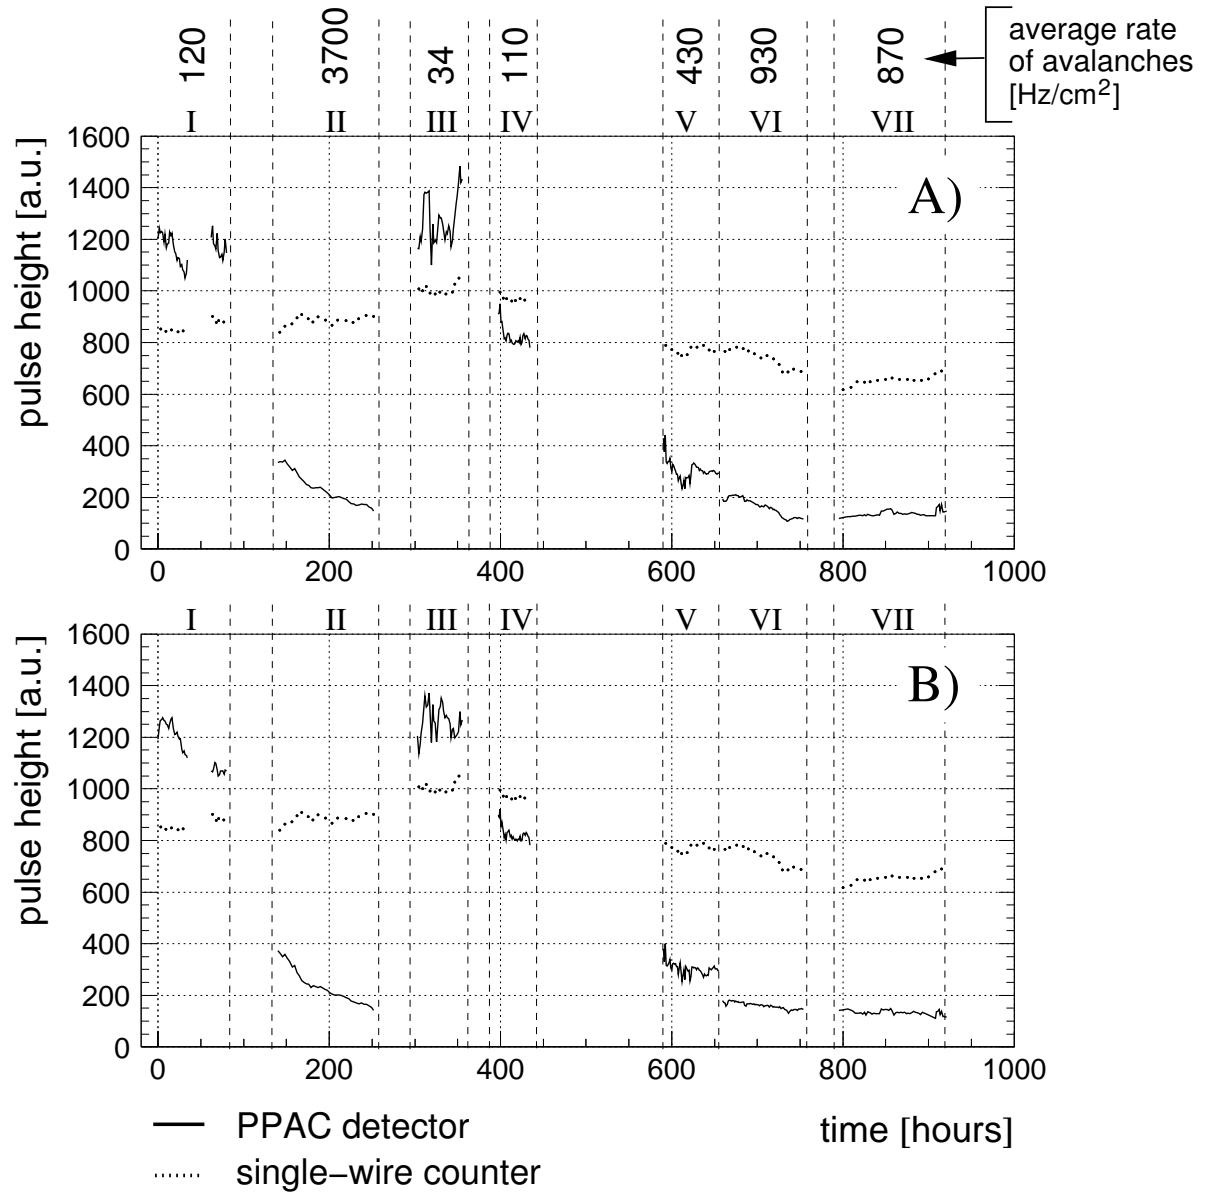 120 3700 34 110 430 930 870
average rate
of avalanches
[Hz/cm2]
I II III IV V VI VII
A)
pulse height [a.u.]
1600
1400
1200
1000
800
600
400
200
0
0 200 400 600 800 1000
I II III IV V VI VII
B)
pulse height [a.u.]
1600
1400
1200
1000
800
600
400
200
0
0 200 400 600 800 1000
time [hours]
PPAC detector
single−wire counter